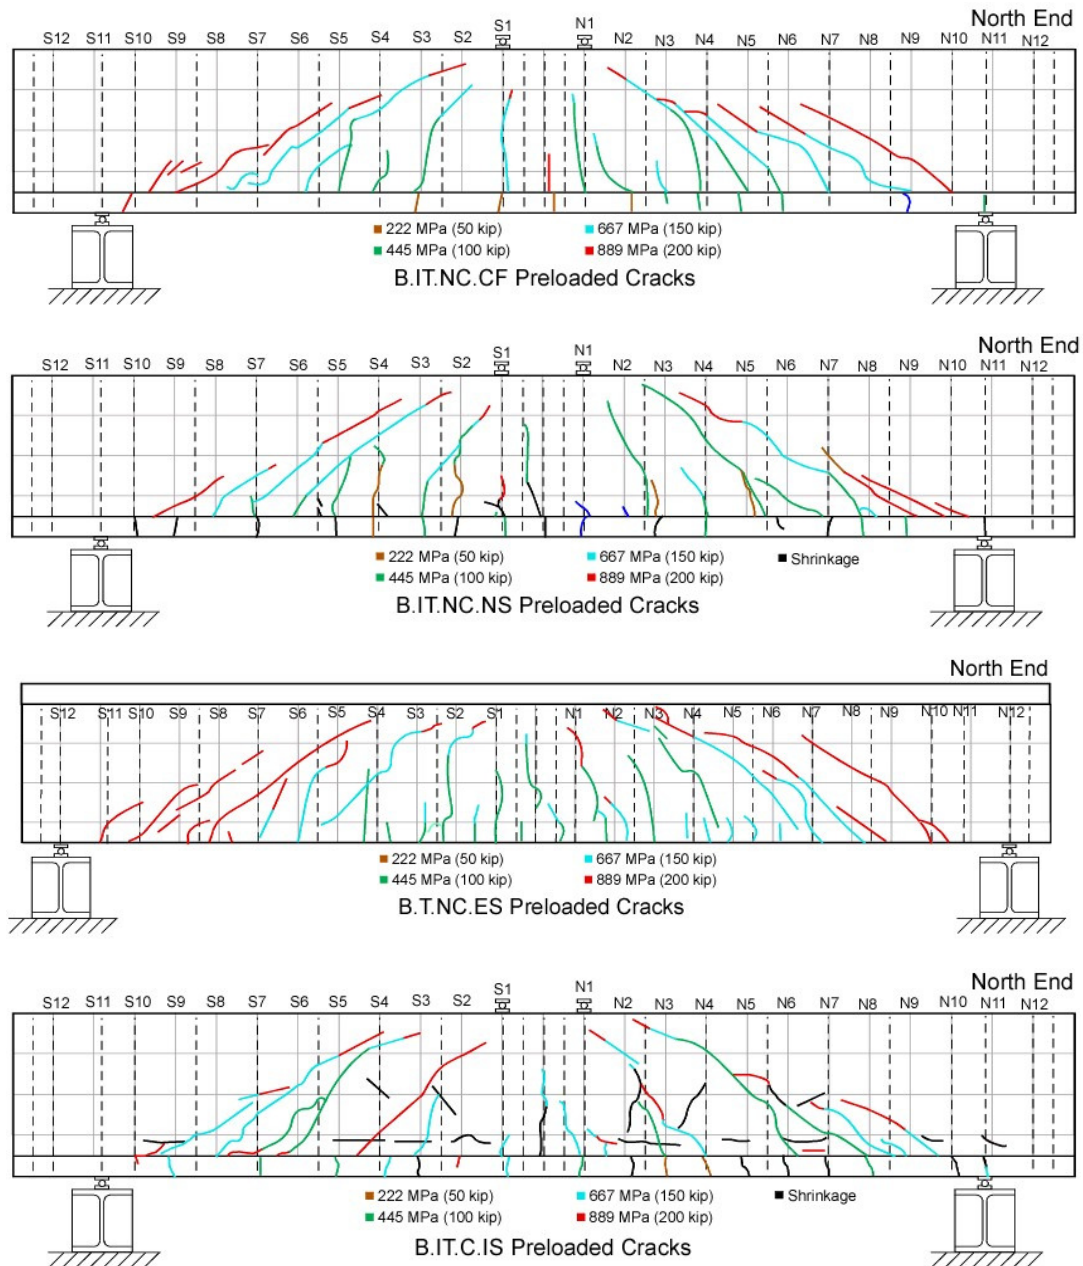 North End
S12 S11 S10 S9 S8 S7 S6 S5 S4 S3 S2 S1 N1 N2 N3 N4 N5 N6 N7 N8 N9 N10 N11 N12
222 MPa (50 kip) 667 MPa (150 kip)
445 MPa (100 kip) 889 MPa (200 kip)
B.IT.NC.CF Preloaded Cracks
North End
S12 S11 S10 S9 S8 S7 S6 S5 S4 S3 S2 S1 N1 N2 N3 N4 N5 N6 N7 N8 N9 N10 N11 N12
222 MPa (50 kip) 667 MPa (150 kip) Shrinkage
445 MPa (100 kip) 889 MPa (200 kip)
B.IT.NC.NS Preloaded Cracks
North End
S12 S11 S10 S9 S8 S7 S6 S5 S4 S3 S2 S1 N1 N2 N3 N4 N5 N6 N7 N8 N9 N10 N11 N12
222 MPa (50 kip) 667 MPa (150 kip)
445 MPa (100 kip) 889 MPa (200 kip)
B.T.NC.ES Preloaded Cracks
North End
S12 S11 S10 S9 S8 S7 S6 S5 S4 S3 S2 S1 N1 N2 N3 N4 N5 N6 N7 N8 N9 N10 N11 N12
222 MPa (50 kip) 667 MPa (150 kip) Shrinkage
445 MPa (100 kip) 889 MPa (200 kip)
B.IT.C.IS Preloaded Cracks